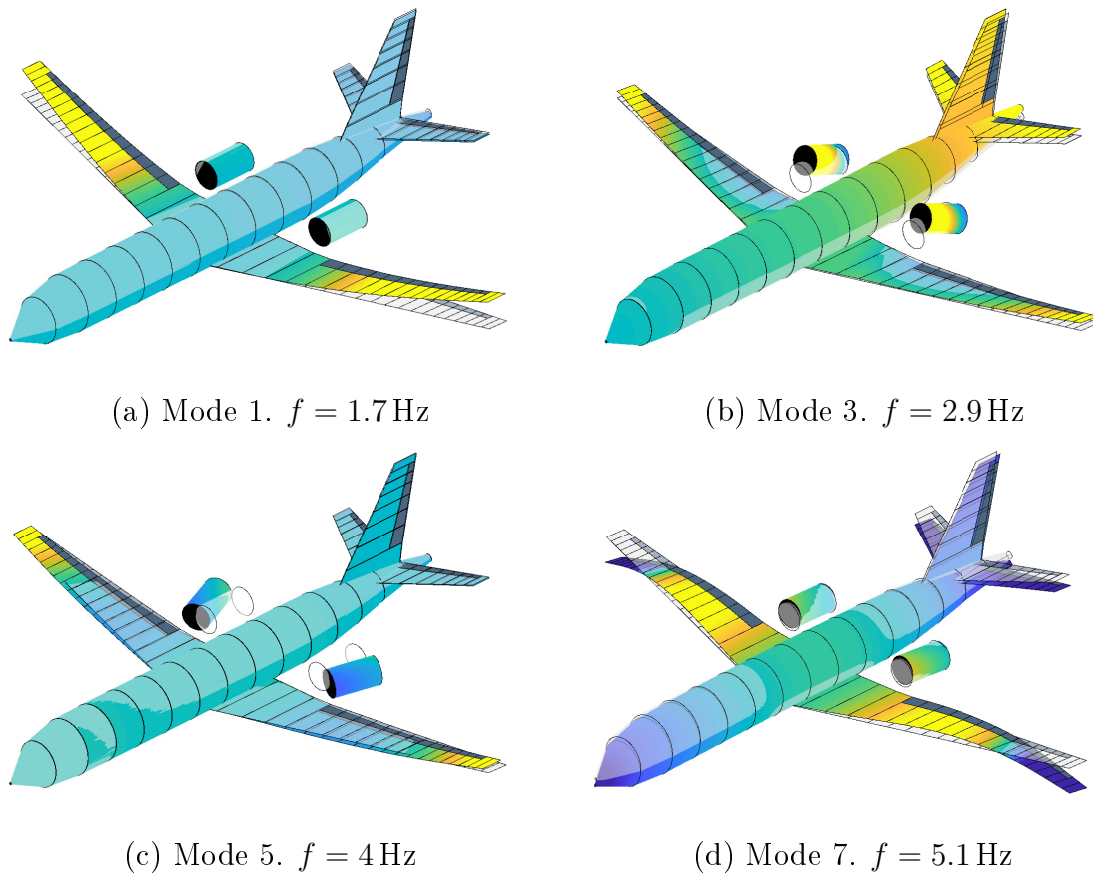 (a) Mode 1. f = 1.7 Hz
(b) Mode 3. f = 2.9 Hz
(c) Mode 5. f = 4 Hz
(d) Mode 7. f = 5.1 Hz